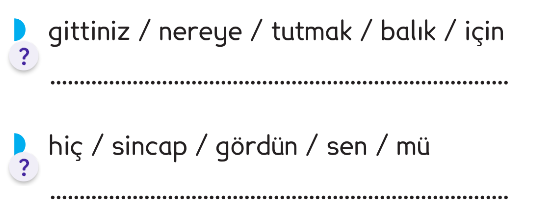 gittiniz / nereye / tutmak / balık / için
?
................................................................................
hiç / sincap / gördün / sen / mü
?
................................................................................